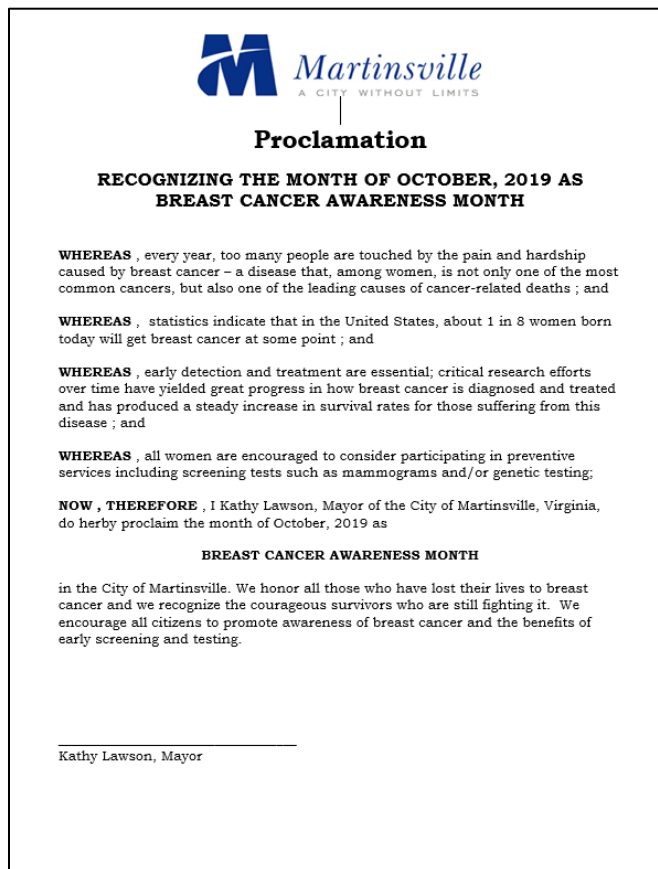 Martinsville
A CITY WITHOUT LIMITS
Proclamation
RECOGNIZING THE MONTH OF OCTOBER, 2019 AS
BREAST CANCER AWARENESS MONTH
WHEREAS , every year, too many people are touched by the pain and hardship
caused by breast cancer – a disease that, among women, is not only one of the most
common cancers, but also one of the leading causes of cancer-related deaths ; and
WHEREAS ,  statistics indicate that in the United States, about 1 in 8 women born
today will get breast cancer at some point ; and
WHEREAS , early detection and treatment are essential; critical research efforts
over time have yielded great progress in how breast cancer is diagnosed and treated
and has produced a steady increase in survival rates for those suffering from this
disease ; and
WHEREAS , all women are encouraged to consider participating in preventive
services including screening tests such as mammograms and/or genetic testing;
NOW , THEREFORE , I Kathy Lawson, Mayor of the City of Martinsville, Virginia,
do herby proclaim the month of October, 2019 as
BREAST CANCER AWARENESS MONTH
in the City of Martinsville. We honor all those who have lost their lives to breast
cancer and we recognize the courageous survivors who are still fighting it.  We
encourage all citizens to promote awareness of breast cancer and the benefits of
early screening and testing.
Kathy Lawson, Mayor